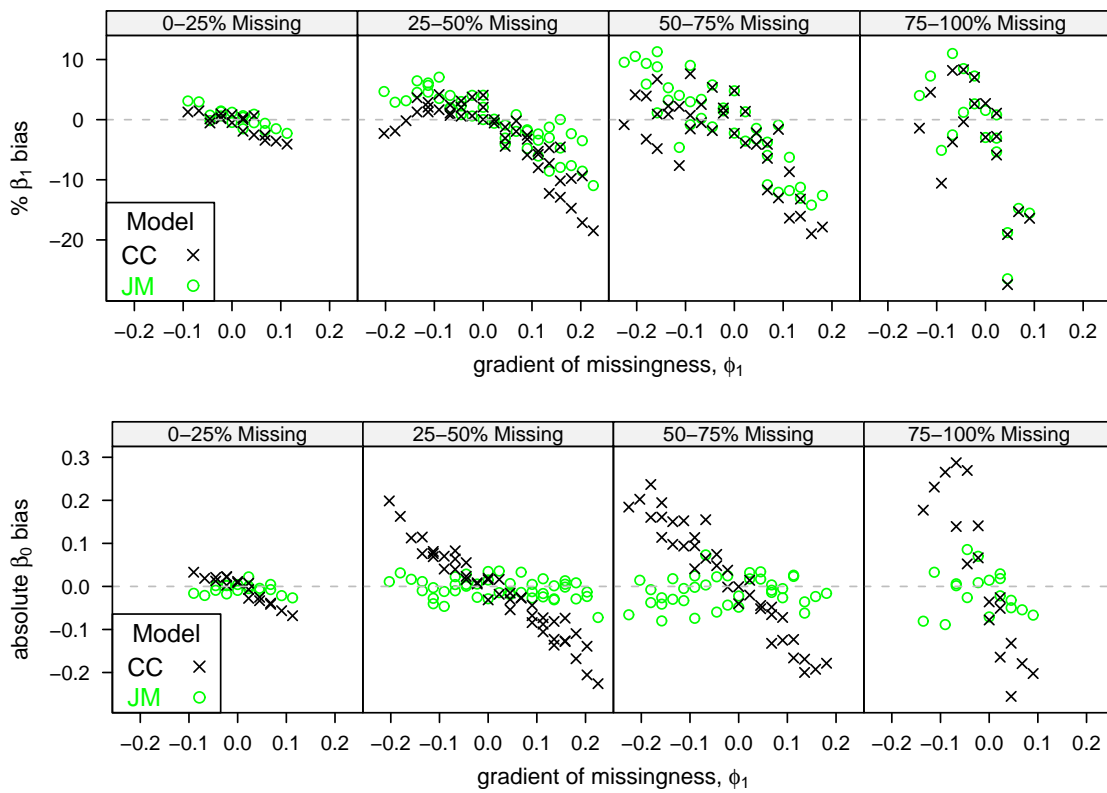 0−25% Missing 25−50% Missing 50−75% Missing 75−100% Missing
% β1 bias
10
0
−10
−20
Model
CC
JM
−0.2 −0.1 0.0 0.1 0.2 −0.2 −0.1 0.0 0.1 0.2 −0.2 −0.1 0.0 0.1 0.2 −0.2 −0.1 0.0 0.1 0.2
gradient of missingness, ϕ1
0−25% Missing 25−50% Missing 50−75% Missing 75−100% Missing
absolute β0 bias
0.3
0.2
0.1
0.0
−0.1
−0.2
Model
CC
JM
−0.2 −0.1 0.0 0.1 0.2 −0.2 −0.1 0.0 0.1 0.2 −0.2 −0.1 0.0 0.1 0.2 −0.2 −0.1 0.0 0.1 0.2
gradient of missingness, ϕ1